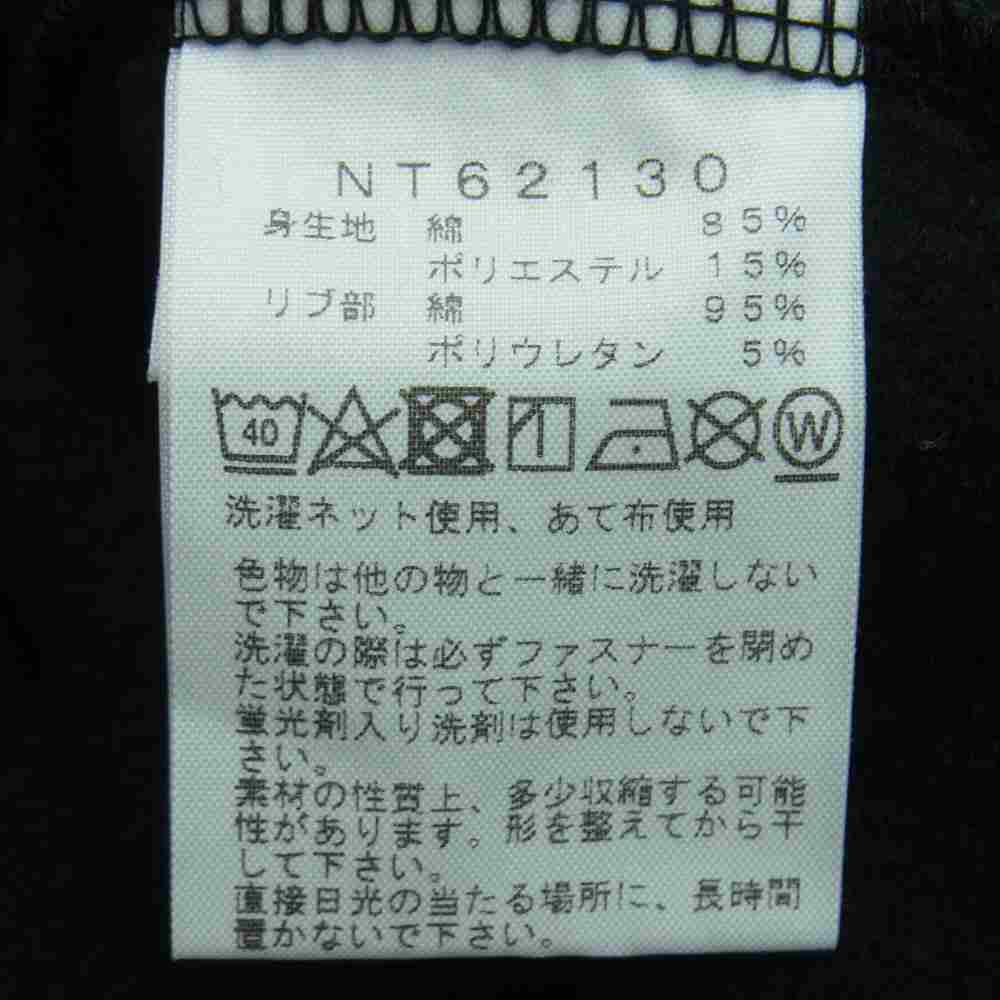 NT62130
身生地 綿 85%
ポリエステル 15%
リブ部 綿 95%
ポリウレタン 5%
40 W
洗濯ネット使用、あて布使用
色物は他の物と一緒に洗濯しない
で下さい。
洗濯の際は必ずファスナーを閉め
た状態で行って下さい。
蛍光剤入り洗剤は使用しないで下
さい。
素材の性質上、多少収縮する可能
性があります。形を整えてから干
して下さい。
直接日光の当たる場所に、長時間
置かないで下さい。